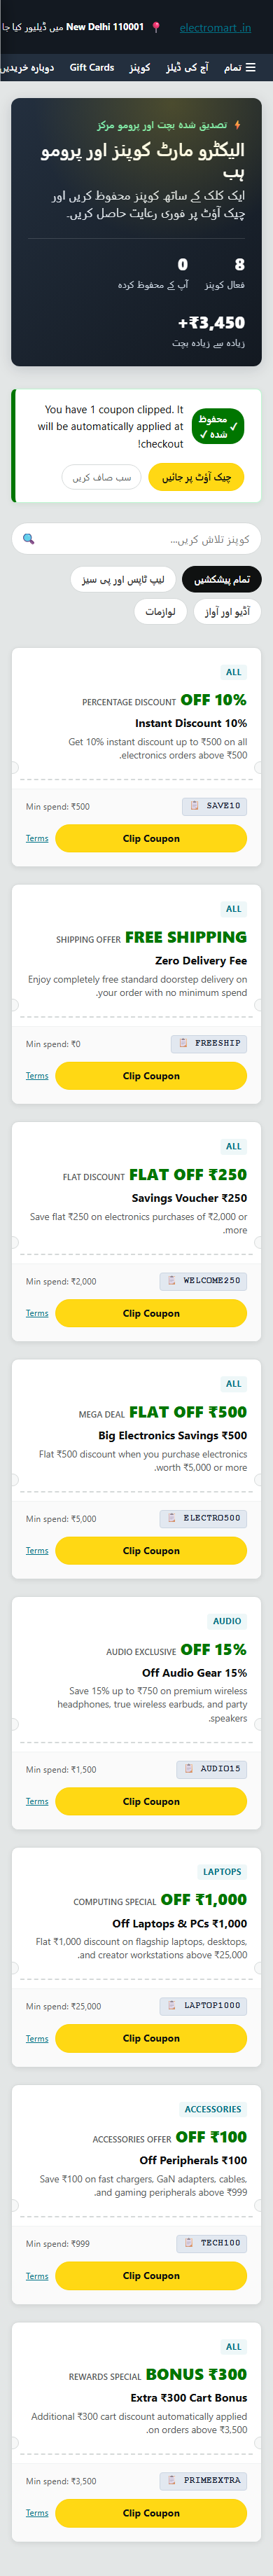 electromart .in
New Delhi 110001 میں ڈیلیور کیا جا
تمام
آج کی ڈیلز
کوپنز
Gift Cards
دوبارہ خریدیں
تصدیق شدہ بچت اور پرومو مرکز
الیکٹرو مارٹ کوپنز اور پرومو
ہب
ایک کلک کے ساتھ کوپنز محفوظ کریں اور
چیک آؤٹ پر فوری رعایت حاصل کریں۔
8
فعال کوپنز
0
آپ کے محفوظ کردہ
₹3,450+
زیادہ سے زیادہ بچت
✓ محفوظ
شدہ ✓
You have 1 coupon clipped. It
will be automatically applied at
checkout!
چیک آؤٹ پر جائیں
سب صاف کریں
کوپنز تلاش کریں...
تمام پیشکشیں
لیپ ٹاپس اور پی سیز
آڈیو اور آواز
لوازمات
ALL
10% OFF PERCENTAGE DISCOUNT
10% Instant Discount
Get 10% instant discount up to ₹500 on all
electronics orders above ₹500.
SAVE10
Min spend: ₹500
Clip Coupon
Terms
ALL
FREE SHIPPING SHIPPING OFFER
Zero Delivery Fee
Enjoy completely free standard doorstep delivery on
your order with no minimum spend.
FREESHIP
Min spend: ₹0
Clip Coupon
Terms
ALL
₹250 FLAT OFF FLAT DISCOUNT
₹250 Savings Voucher
Save flat ₹250 on electronics purchases of ₹2,000 or
more.
WELCOME250
Min spend: ₹2,000
Clip Coupon
Terms
ALL
₹500 FLAT OFF MEGA DEAL
₹500 Big Electronics Savings
Flat ₹500 discount when you purchase electronics
worth ₹5,000 or more.
ELECTRO500
Min spend: ₹5,000
Clip Coupon
Terms
AUDIO
15% OFF AUDIO EXCLUSIVE
15% Off Audio Gear
Save 15% up to ₹750 on premium wireless
headphones, true wireless earbuds, and party
speakers.
AUDIO15
Min spend: ₹1,500
Clip Coupon
Terms
LAPTOPS
₹1,000 OFF COMPUTING SPECIAL
₹1,000 Off Laptops & PCs
Flat ₹1,000 discount on flagship laptops, desktops,
and creator workstations above ₹25,000.
LAPTOP1000
Min spend: ₹25,000
Clip Coupon
Terms
ACCESSORIES
₹100 OFF ACCESSORIES OFFER
₹100 Off Peripherals
Save ₹100 on fast chargers, GaN adapters, cables,
and gaming peripherals above ₹999.
TECH100
Min spend: ₹999
Clip Coupon
Terms
ALL
₹300 BONUS REWARDS SPECIAL
Extra ₹300 Cart Bonus
Additional ₹300 cart discount automatically applied
on orders above ₹3,500.
PRIMEEXTRA
Min spend: ₹3,500
Clip Coupon
Terms